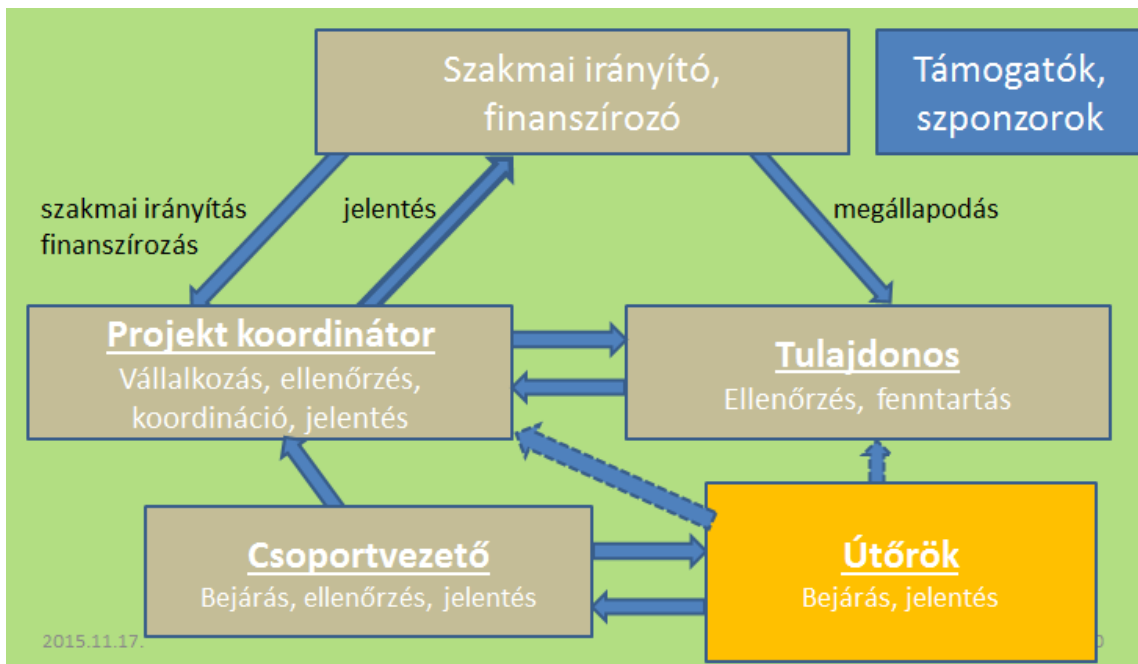 Szakmai irányító,
finanszírozó
Támogatók,
szponzorok
szakmai irányítás
finanszírozás
jelentés
megállapodás
Projekt koordinátor
Vállalkozás, ellenőrzés,
koordináció, jelentés
Tulajdonos
Ellenőrzés, fenntartás
Csoportvezető
Bejárás, ellenőrzés, jelentés
Útőrök
Bejárás, jelentés
2015.11.17.